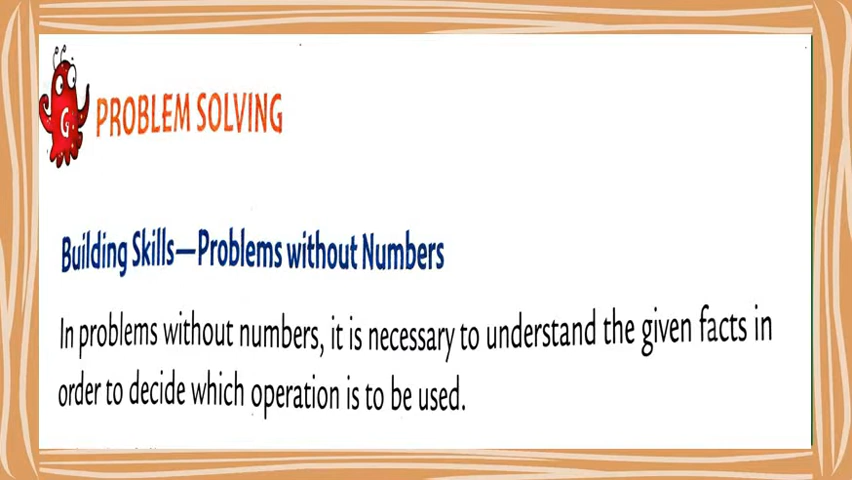 G
PROBLEM SOLVING
Building Skills—Problems without Numbers
In problems without numbers, it is necessary to understand the given facts in
order to decide which operation is to be used.